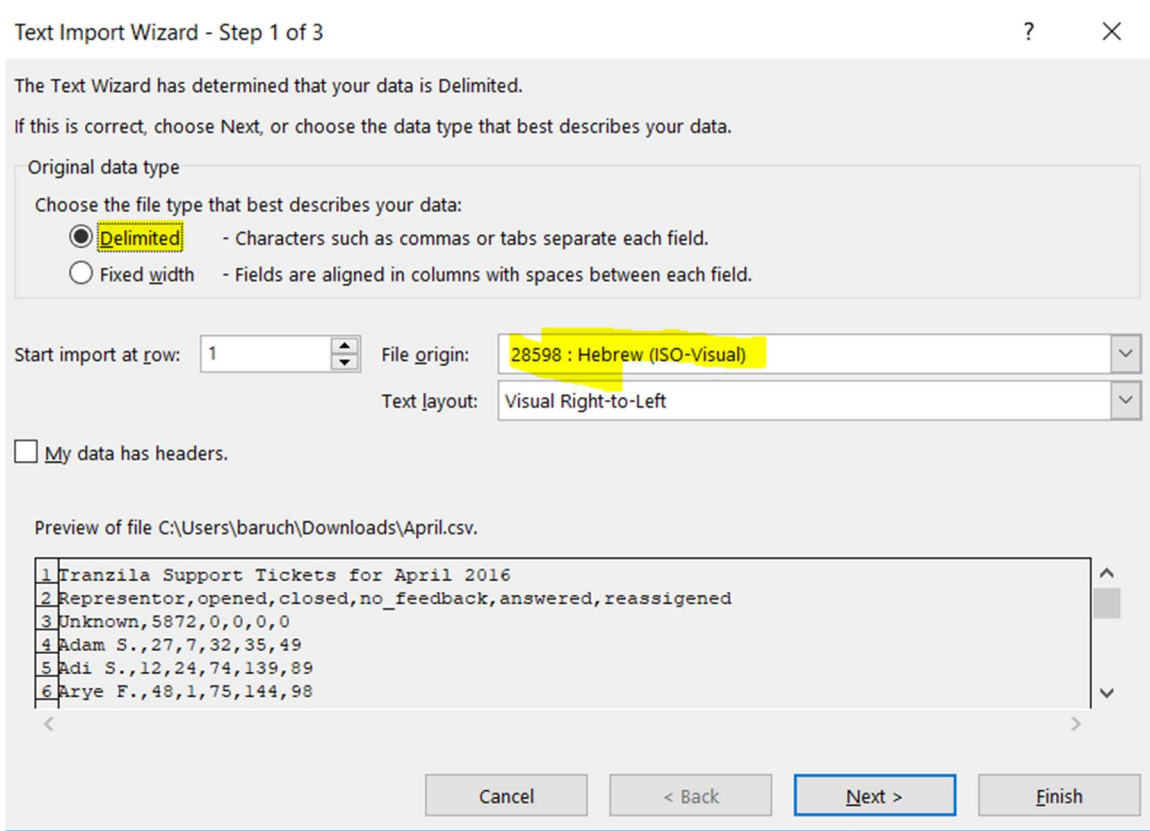 Text Import Wizard - Step 1 of 3 ?
The Text Wizard has determined that your data is Delimited.
If this is correct, choose Next, or choose the data type that best describes your data.
Original data type
Choose the file type that best describes your data:
Delimited - Characters such as commas or tabs separate each field.
Fixed width - Fields are aligned in columns with spaces between each field.
Start import at row: 1 File origin: 28598 : Hebrew (ISO-Visual)
Text layout: Visual Right-to-Left
My data has headers.
Preview of file C:\Users\baruch\Downloads\April.csv.
1 Tranzila Support Tickets for April 2016
2 Representor,opened,closed,no_feedback,answered,reassigened
3 Unknown,5872,0,0,0,0
4 Adam S.,27,7,32,35,49
5 Adi S.,12,24,74,139,89
6 Arye F.,48,1,75,144,98
Cancel < Back Next > Finish